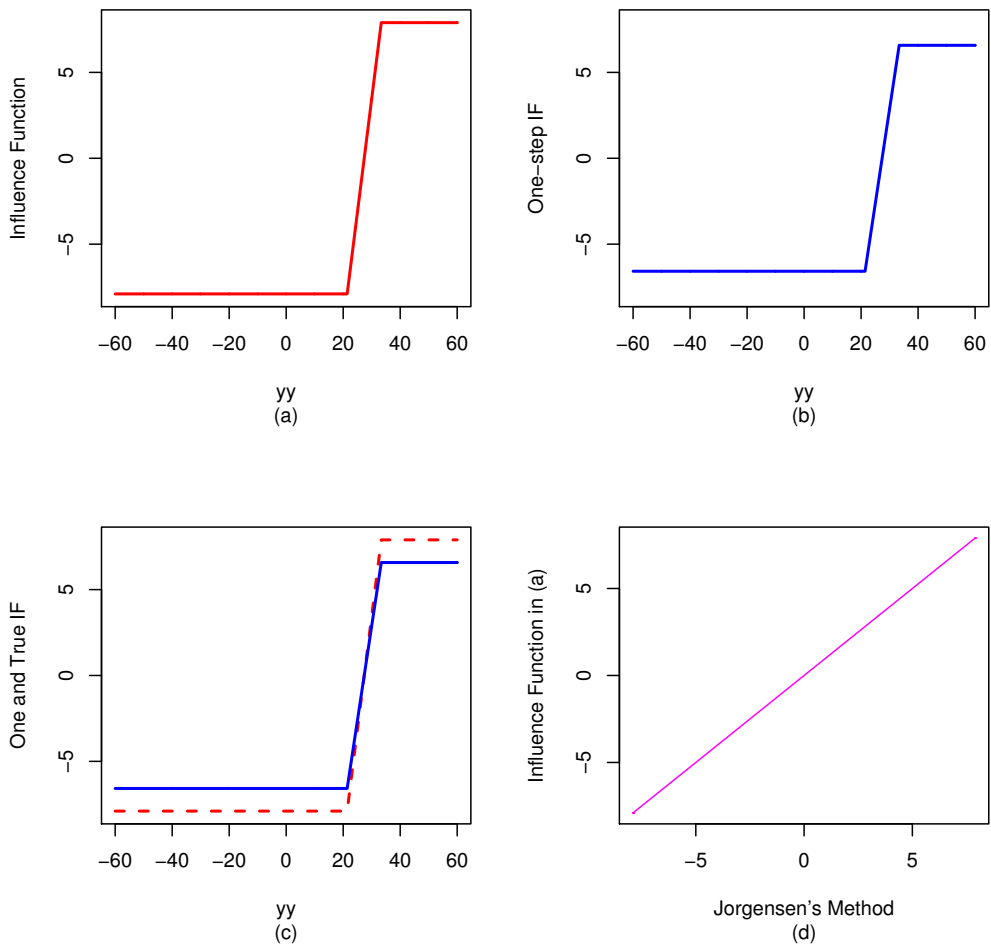 Influence Function
5
0
−5
−60 −40 −20 0 20 40 60
yy
(a)
One−step IF
5
0
−5
−60 −40 −20 0 20 40 60
yy
(b)
One and True IF
5
0
−5
−60 −40 −20 0 20 40 60
yy
(c)
Influence Function in (a)
5
0
−5
−5 0 5
Jorgensen's Method
(d)